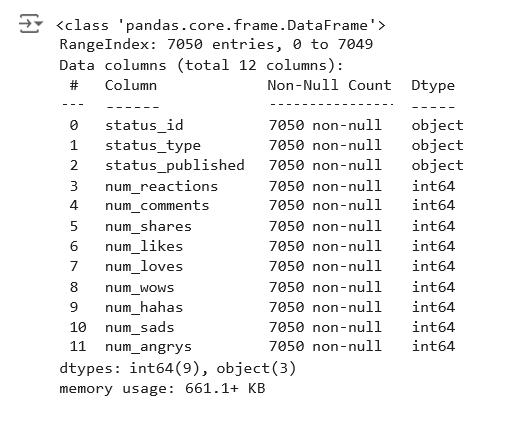 <class 'pandas.core.frame.DataFrame'>
RangeIndex: 7050 entries, 0 to 7049
Data columns (total 12 columns):
 #   Column            Non-Null Count  Dtype
---  ------            --------------  -----
 0   status_id         7050 non-null   object
 1   status_type       7050 non-null   object
 2   status_published  7050 non-null   object
 3   num_reactions     7050 non-null   int64
 4   num_comments      7050 non-null   int64
 5   num_shares        7050 non-null   int64
 6   num_likes         7050 non-null   int64
 7   num_loves         7050 non-null   int64
 8   num_wows          7050 non-null   int64
 9   num_hahas         7050 non-null   int64
 10  num_sads          7050 non-null   int64
 11  num_angrys        7050 non-null   int64
dtypes: int64(9), object(3)
memory usage: 661.1+ KB